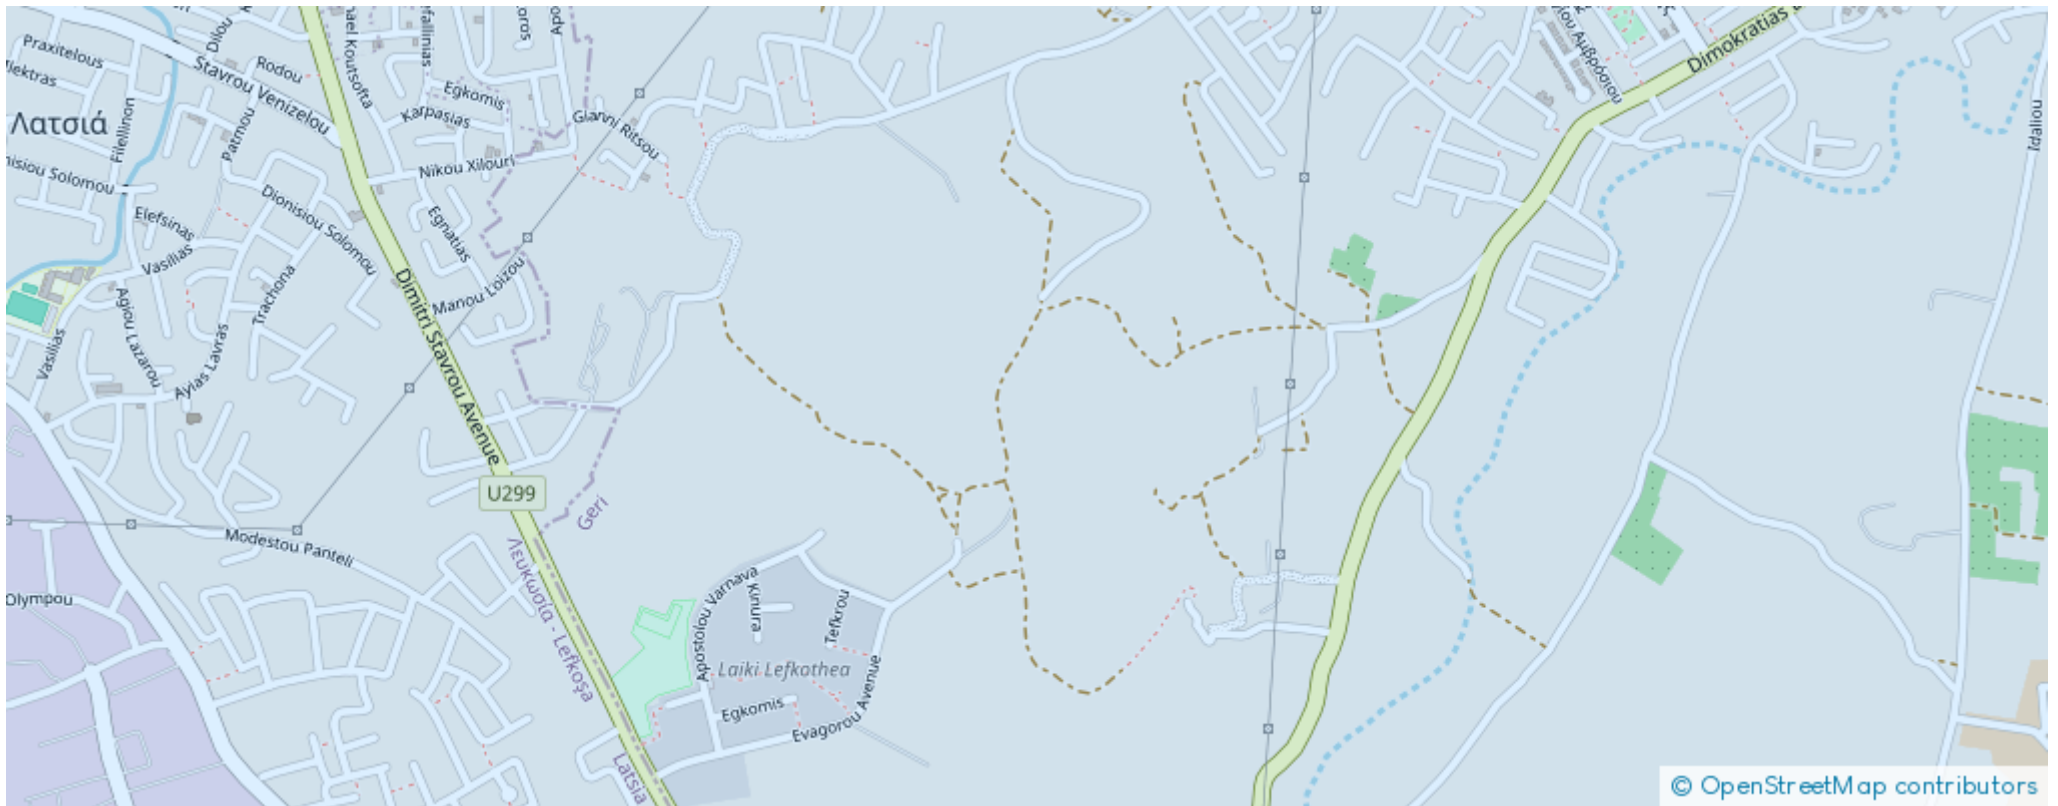 Praxitelous
Dilou
Rodou
Stavrou Venizelou
Λατσιά
Filellinon
Patmou
Egkomis
Karpasias
Gianni Ritsou
Nikou Xilouri
Dionisiou Solomou
Elefsinas
Vasilias
Egnatias
Trachona
Manou Loizou
Dimitri Stavrou Avenue
Agiou Lazarou
Ayias Lavras
Vasilias
U299
Geri
Modestou Panteli
Λευκωσία - Lefkoşa
Olympou
Apostolou Varnava
Kinura
Tefkrou
Laiki Lefkothea
Egkomis
Evagorou Avenue
Latsia
Dimokratias
Idalion
© OpenStreetMap contributors